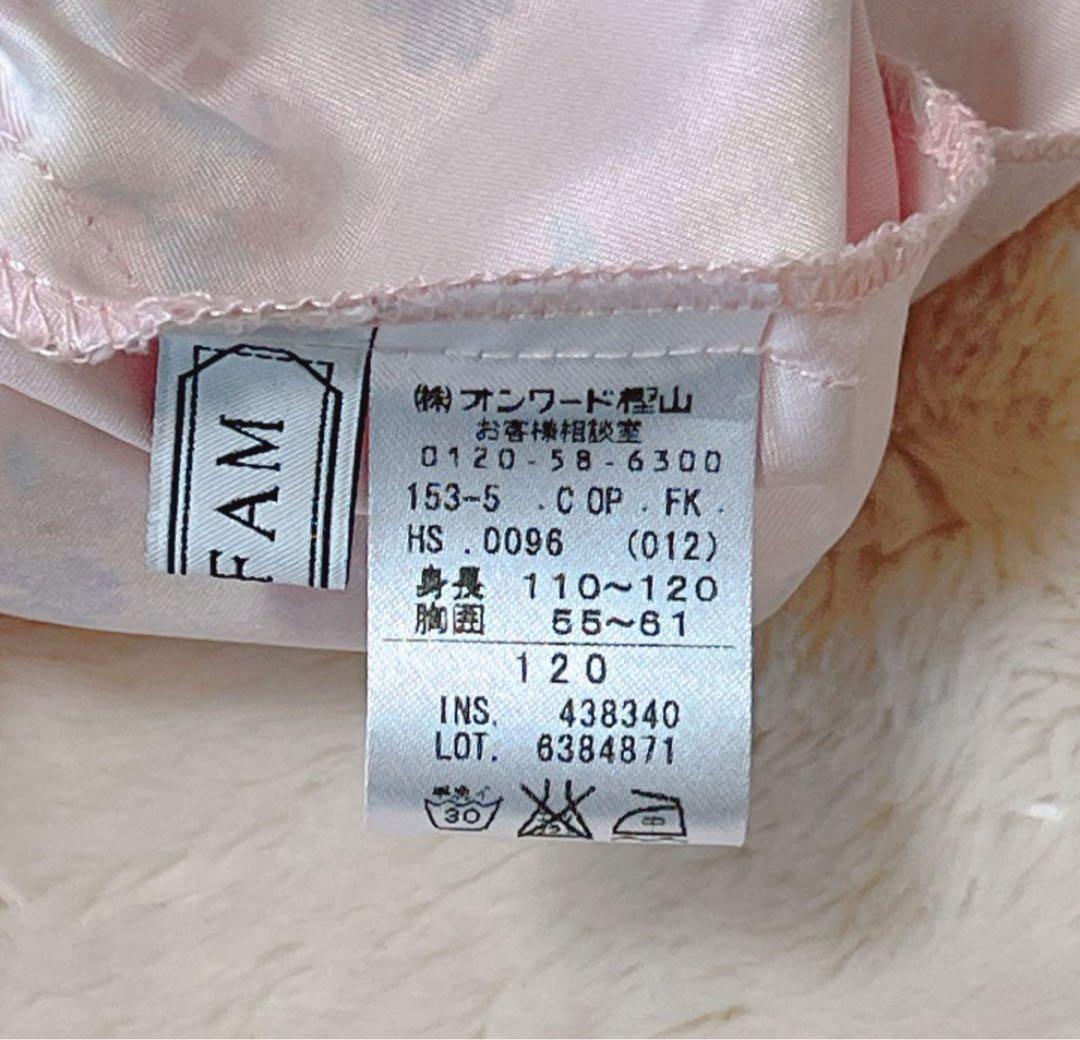 FAM
(株)オンワード樫山
お客様相談室
0120-58-6300
153-5 .C OP . FK .
HS .0096 (012)
身長 110~120
胸囲 55~61
120
INS. 438340
LOT. 6384871
30